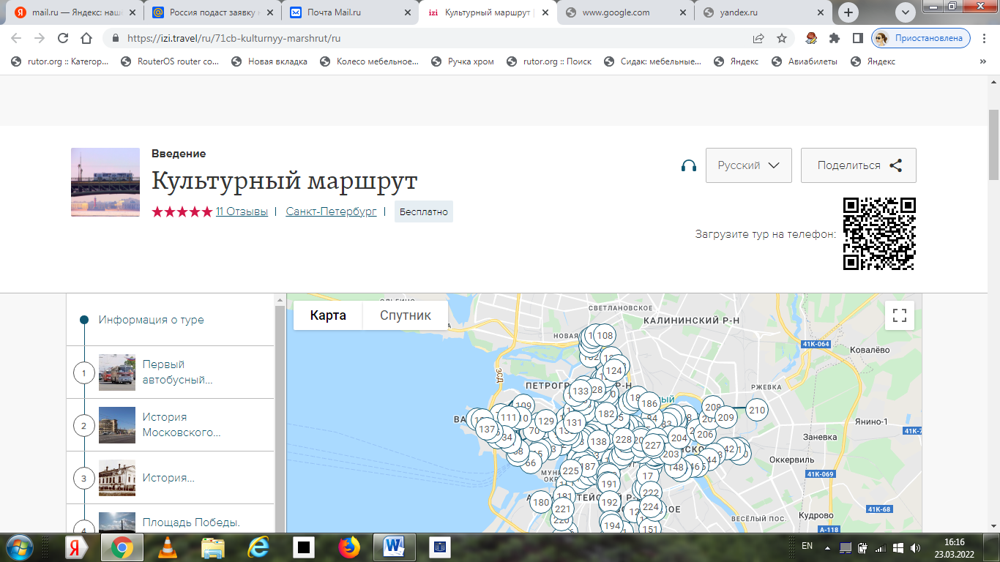 mail.ru — Яндекс: наш
Россия подаст заявку
Почта Mail.ru
izi Культурный маршрут |
www.google.com
yandex.ru
https://izi.travel/ru/71cb-kulturnyy-marshrut/ru
Приостановлена
rutor.org :: Категор...
RouterOS router co...
Новая вкладка
Колесо мебельное...
Ручка хром
rutor.org :: Поиск
Сидак: мебельные...
Яндекс
Авиабилеты
Яндекс
»
Введение
Культурный маршрут
11 Отзывы | Санкт-Петербург | Бесплатно
Русский
Поделиться
Загрузите тур на телефон:
Информация о туре
1
Первый
автобусный...
2
История
Московского...
3
История...
4
Площадь Победы.
Карта
Спутник
СВЕТЛАНОВСКОЕ
КАЛИНИНСКИЙ Р-Н
НОВАЯ
108
41К-064
Ковалёво
124
ЗСД
ПЕТРОГР
Р-Н
133
28
РЖЕВКА
186
109
208
210
111
10
182
209
129
131
137
70
206
Янино-1
34
138
228
204
227
Заневка
203
42
66
148
44
Оккервиль
225
187
17
41К-069
191
222
180
181
192
224
221
41К-68
194
151
ВЕСЁЛЫЙ ПОС.
Кудрово
А-118
EN
16:16
23.03.2022